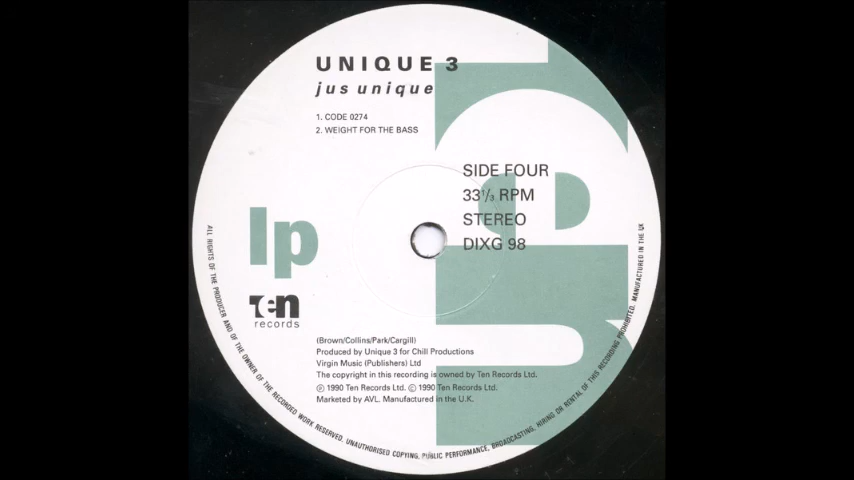 UNIQUE 3
jus unique
1. CODE 0274
2. WEIGHT FOR THE BASS
SIDE FOUR
33⅓ RPM
STEREO
DIXG 98
lp
Ten
records
(Brown/Collins/Park/Cargill)
Produced by Unique 3 for Chill Productions
Virgin Music (Publishers) Ltd
The copyright in this recording is owned by Ten Records Ltd.
℗ 1990 Ten Records Ltd. © 1990 Ten Records Ltd.
Marketed by AVL. Manufactured in the U.K.
ALL RIGHTS OF THE PRODUCER AND OF THE OWNER OF THE RECORDED WORK RESERVED. UNAUTHORISED COPYING, PUBLIC PERFORMANCE, BROADCASTING, HIRING OR RENTAL OF THIS RECORDING PROHIBITED. MANUFACTURED IN THE UK